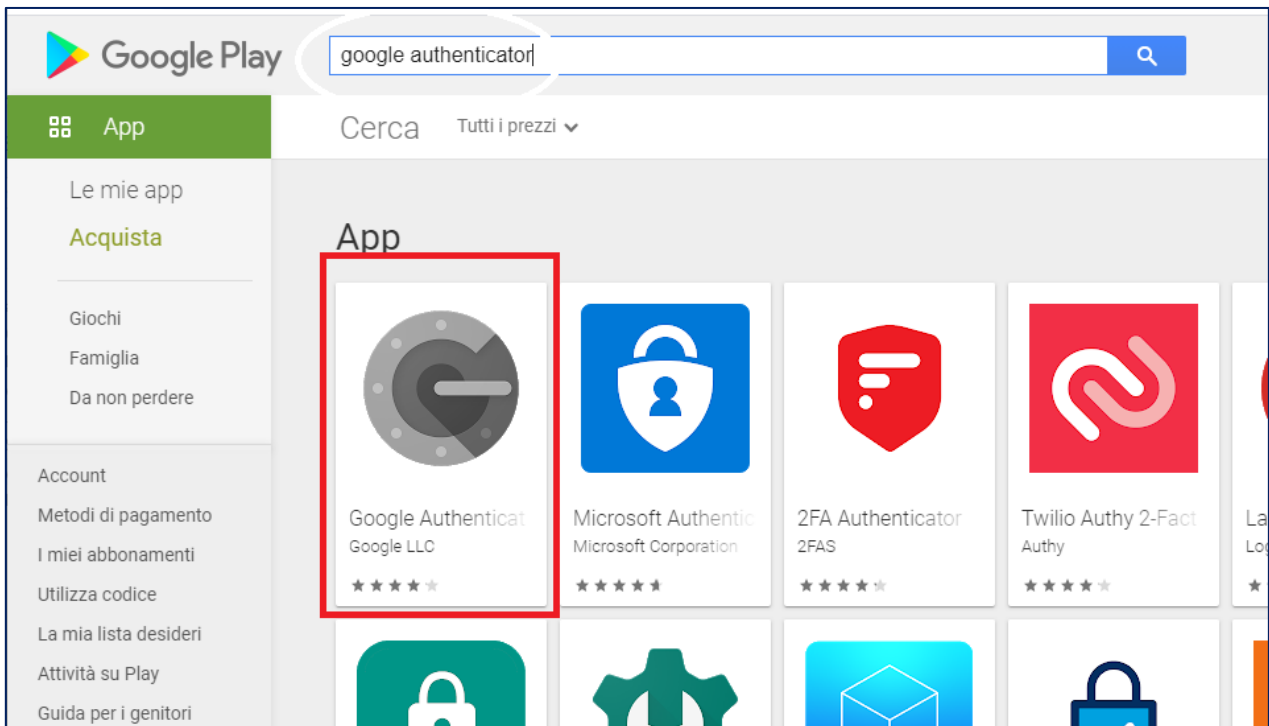 Google Play
google authenticator
App
Cerca
Tutti i prezzi
Le mie app
Acquista
Giochi
Famiglia
Da non perdere
Account
Metodi di pagamento
I miei abbonamenti
Utilizza codice
La mia lista desideri
Attività su Play
Guida per i genitori
App
Google Authenticat
Google LLC
Microsoft Authentic
Microsoft Corporation
2FA Authenticator
2FAS
Twilio Authy 2-Fact
Authy
La
Log